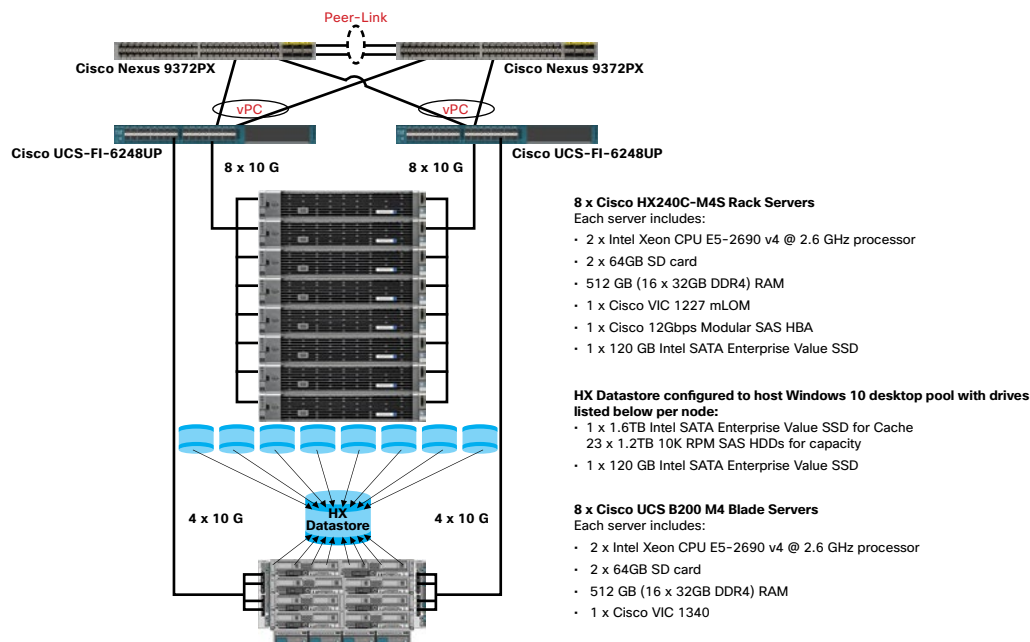 Peer-Link
Cisco Nexus 9372PX
Cisco Nexus 9372PX
vPC
vPC
Cisco UCS-FI-6248UP
Cisco UCS-FI-6248UP
8 x 10 G
8 x 10 G
8 x Cisco HX240C-M4S Rack Servers
Each server includes:
• 2 x Intel Xeon CPU E5-2690 v4 @ 2.6 GHz processor
• 2 x 64GB SD card
• 512 GB (16 x 32GB DDR4) RAM
• 1 x Cisco VIC 1227 mLOM
• 1 x Cisco 12Gbps Modular SAS HBA
• 1 x 120 GB Intel SATA Enterprise Value SSD
HX Datastore configured to host Windows 10 desktop pool with drives
listed below per node:
• 1 x 1.6TB Intel SATA Enterprise Value SSD for Cache
23 x 1.2TB 10K RPM SAS HDDs for capacity
• 1 x 120 GB Intel SATA Enterprise Value SSD
4 x 10 G
HX
Datastore
4 x 10 G
8 x Cisco UCS B200 M4 Blade Servers
Each server includes:
• 2 x Intel Xeon CPU E5-2690 v4 @ 2.6 GHz processor
• 2 x 64GB SD card
• 512 GB (16 x 32GB DDR4) RAM
• 1 x Cisco VIC 1340